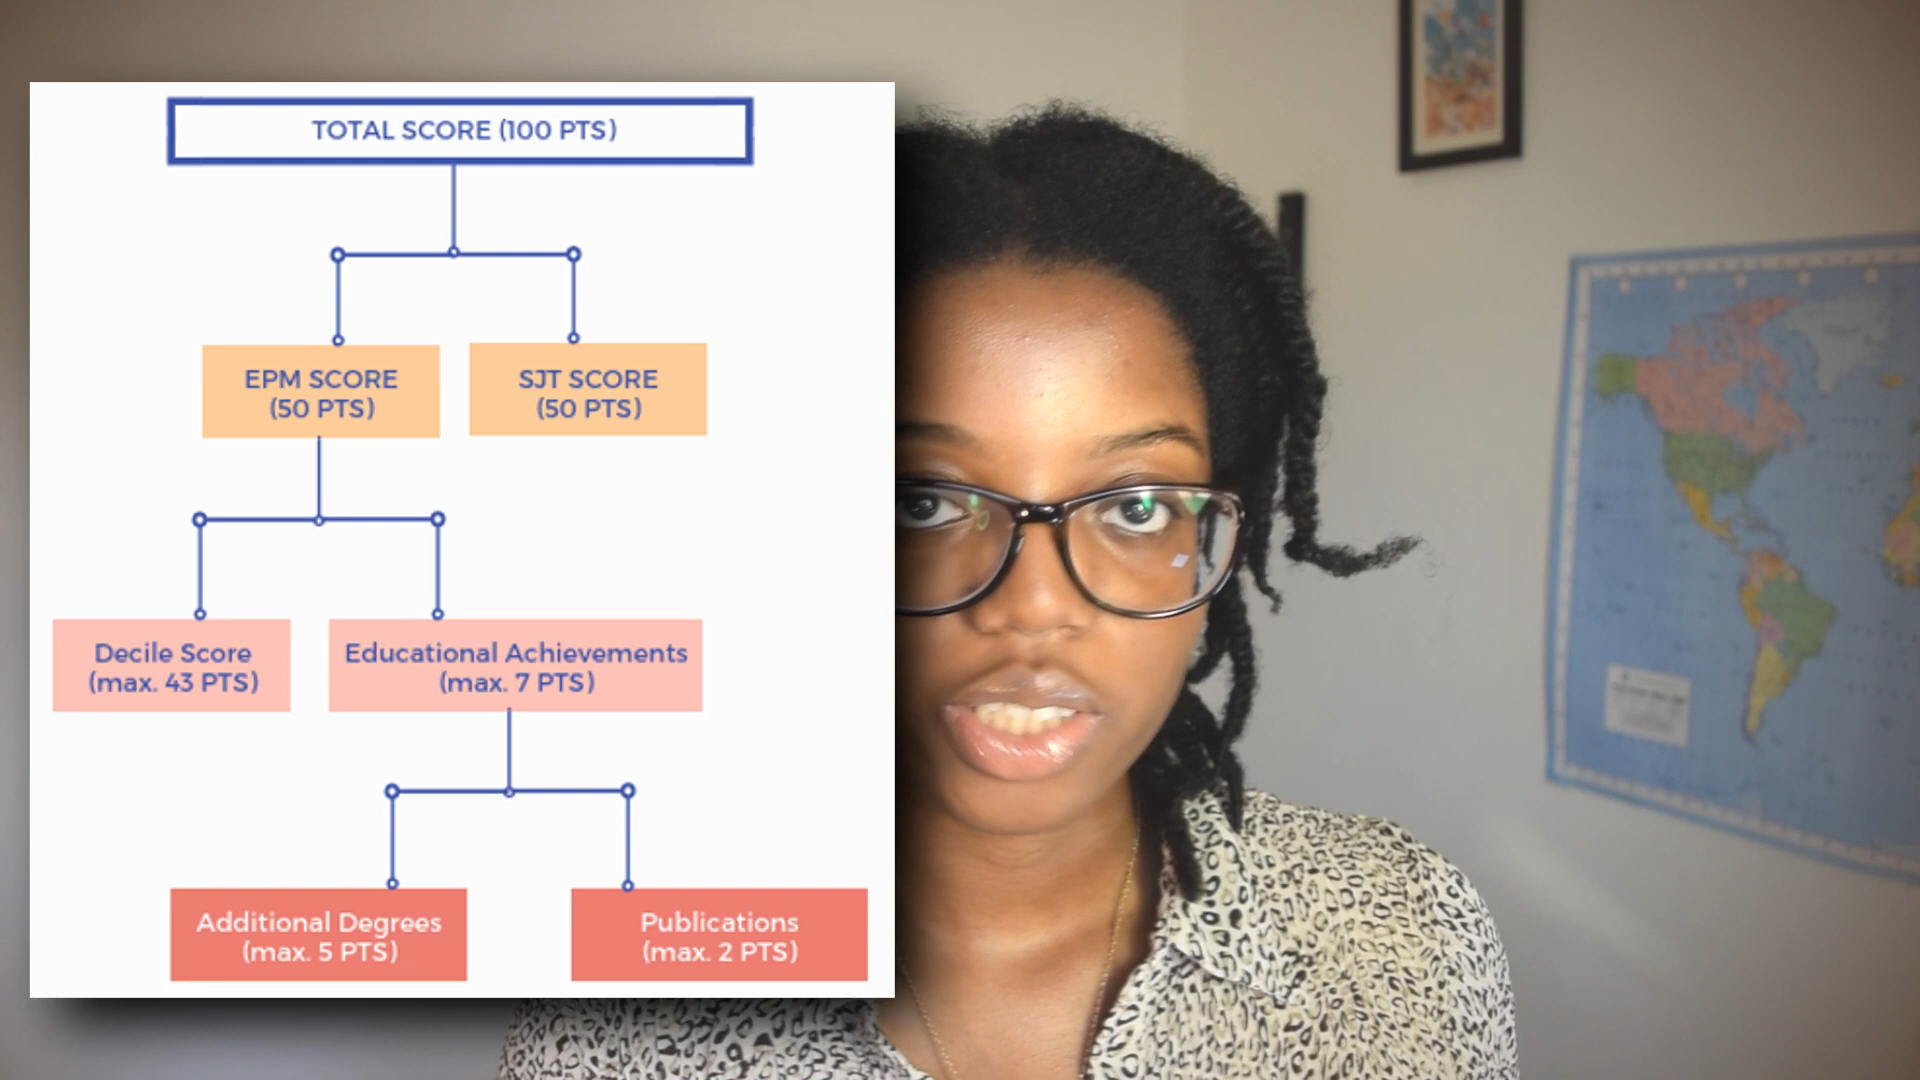 TOTAL SCORE (100 PTS)
EPM SCORE
(50 PTS)
SJT SCORE
(50 PTS)
Decile Score
(max. 43 PTS)
Educational Achievements
(max. 7 PTS)
Additional Degrees
(max. 5 PTS)
Publications
(max. 2 PTS)